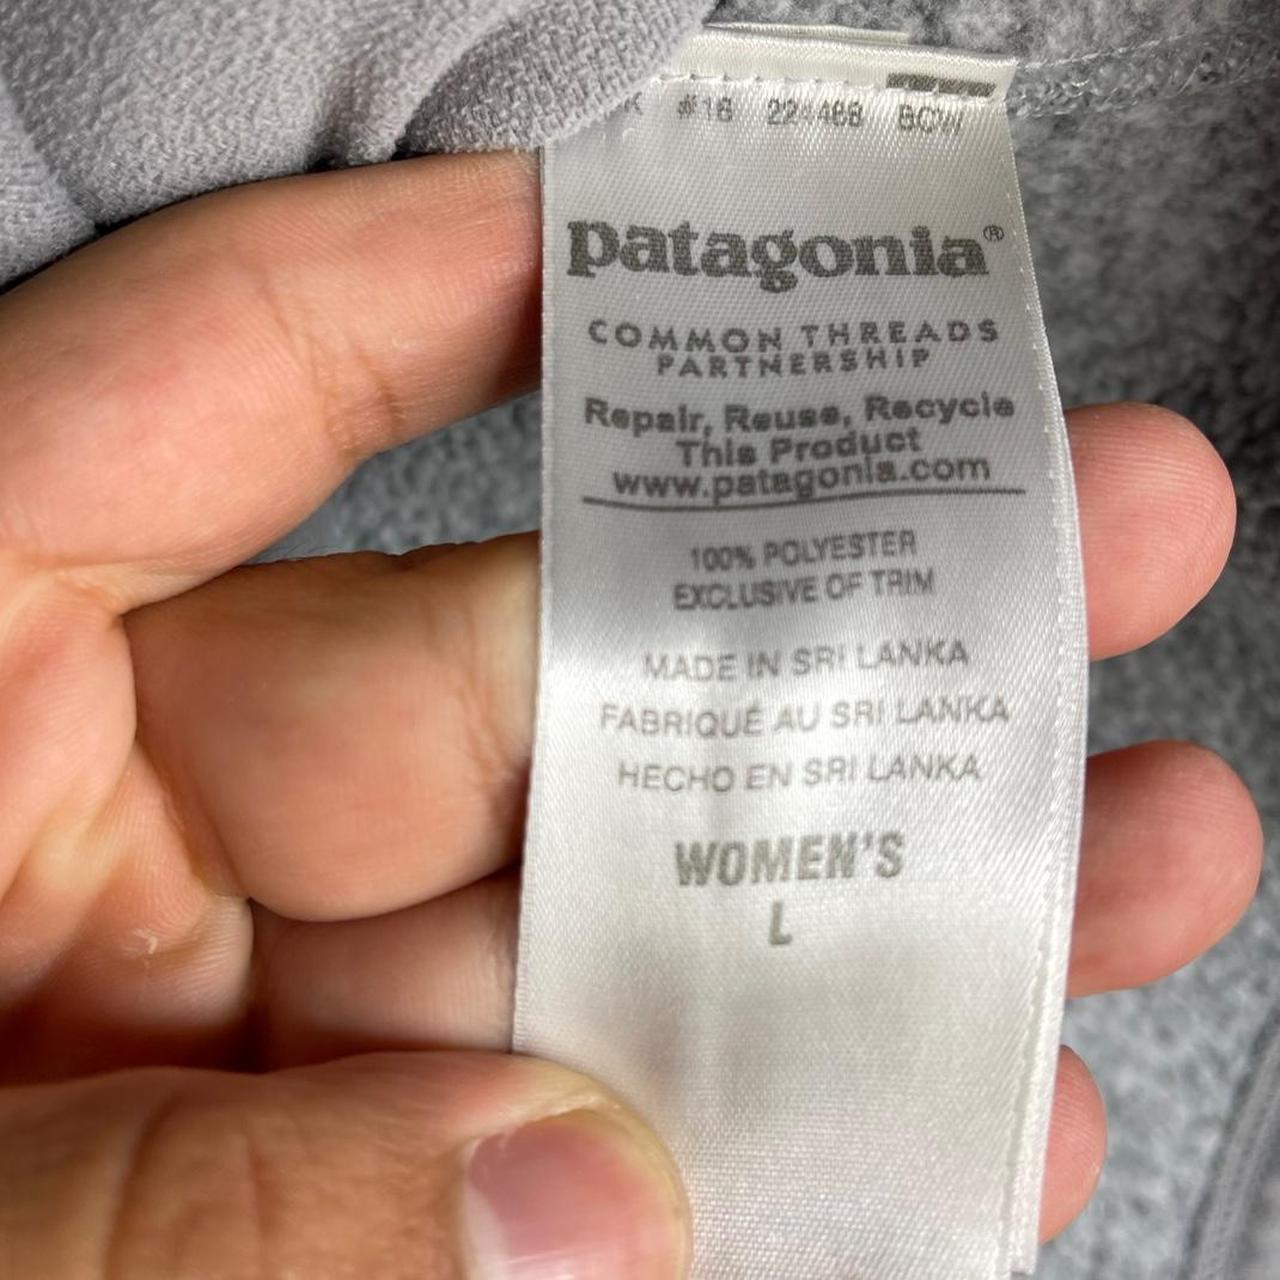 #16 224488 BCW
patagonia®
COMMON THREADS
PARTNERSHIP
Repair, Reuse, Recycle
This Product
www.patagonia.com
100% POLYESTER
EXCLUSIVE OF TRIM
MADE IN SRI LANKA
FABRIQUÉ AU SRI LANKA
HECHO EN SRI LANKA
WOMEN'S
L